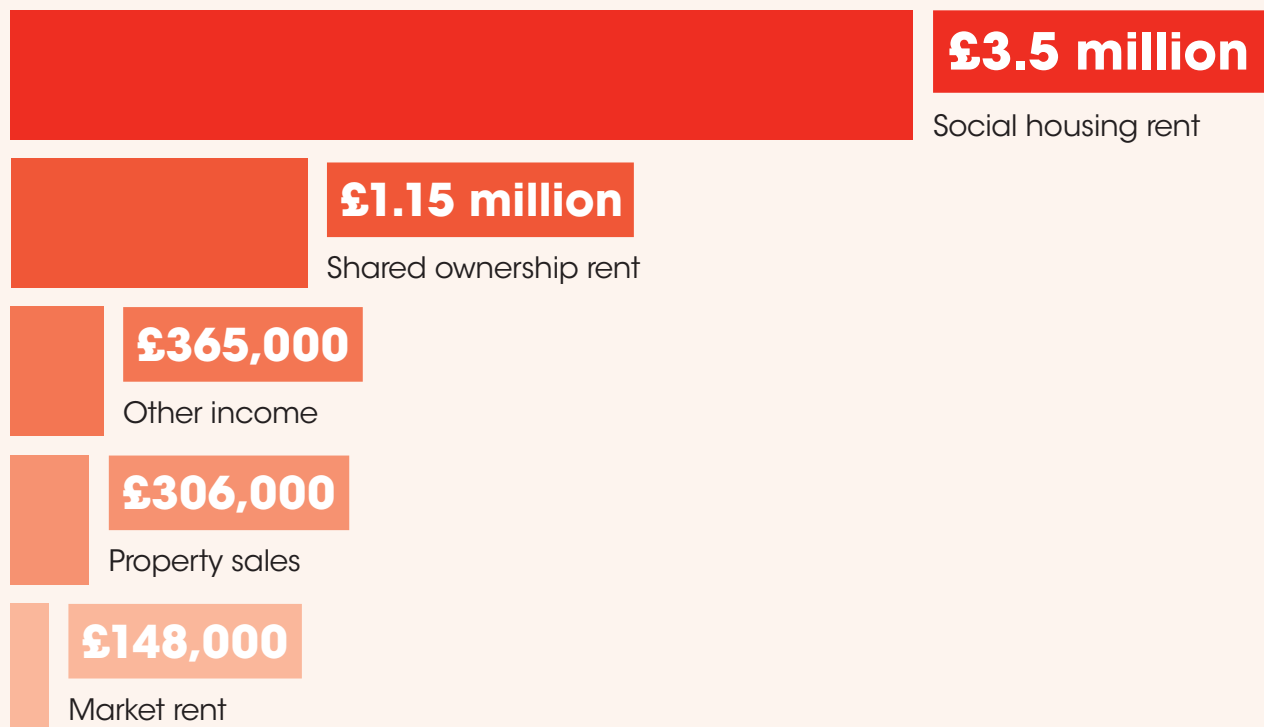 £3.5 million
Social housing rent
£1.15 million
Shared ownership rent
£365,000
Other income
£306,000
Property sales
£148,000
Market rent